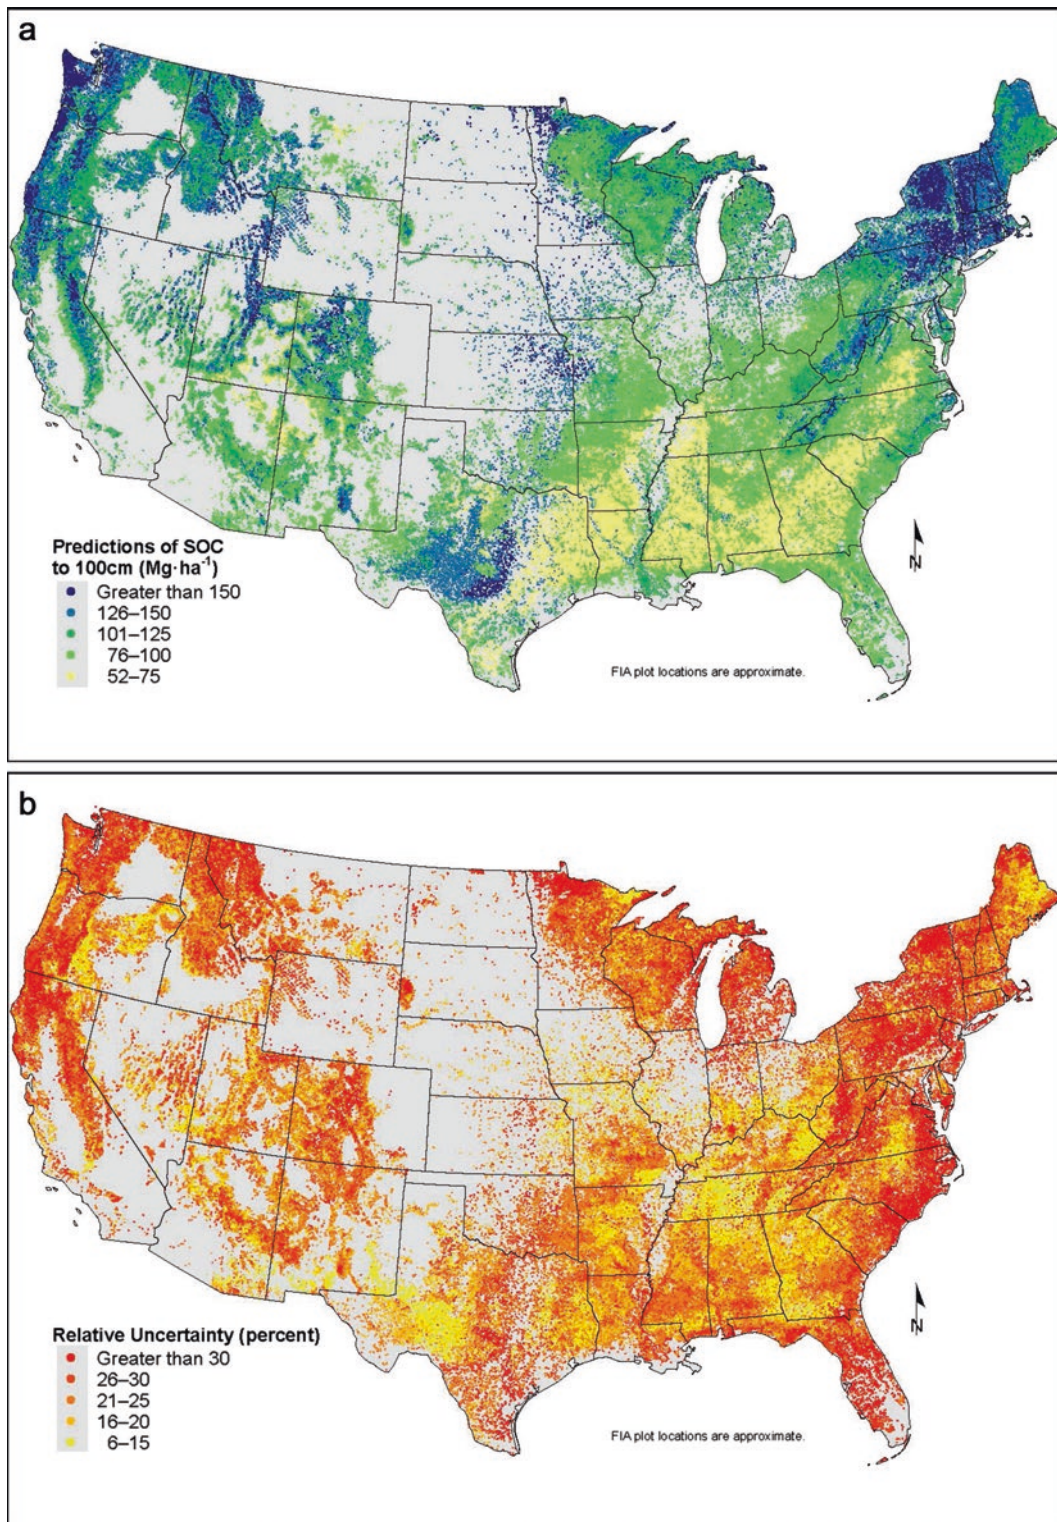 a
Predictions of SOC
to 100cm (Mg·ha⁻¹)
Greater than 150
126–150
101–125
76–100
52–75
N
FIA plot locations are approximate.
b
Relative Uncertainty (percent)
Greater than 30
26–30
21–25
16–20
6–15
N
FIA plot locations are approximate.